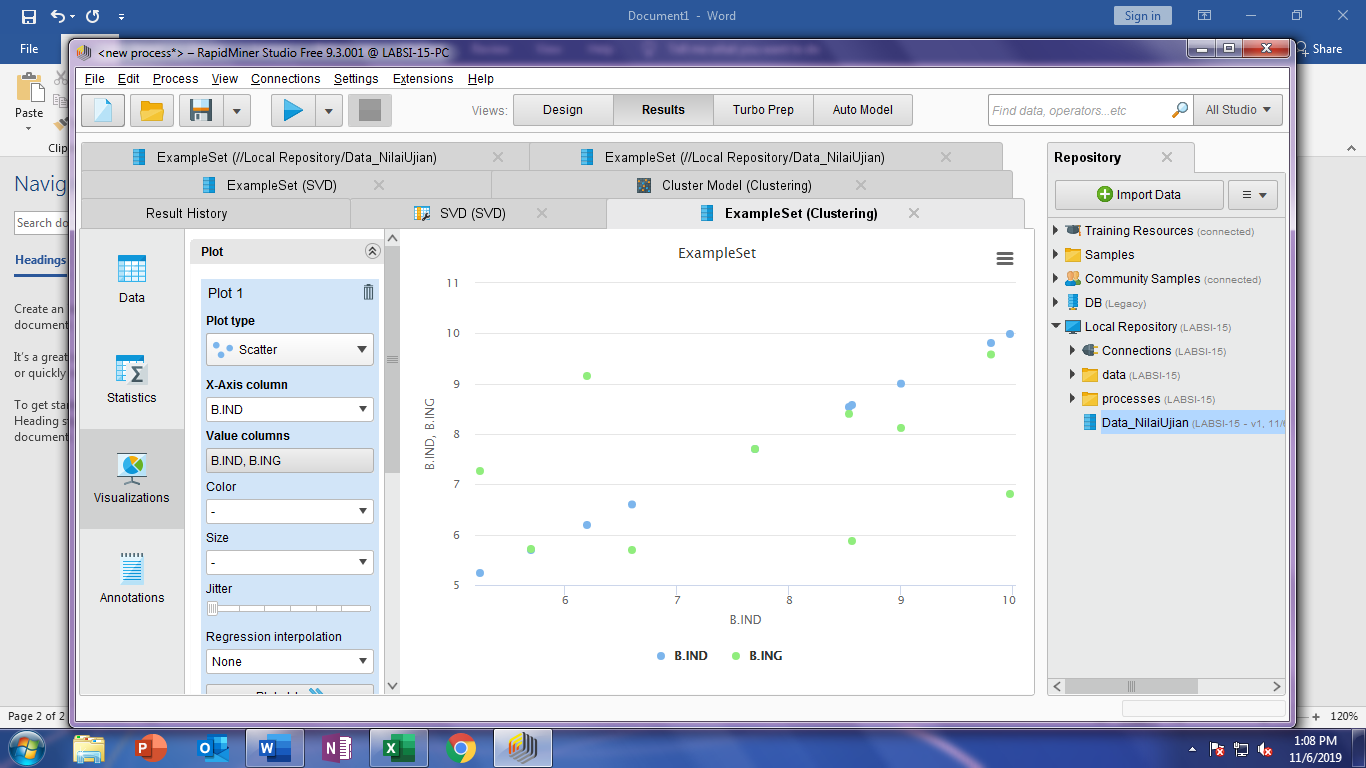 Document1 - Word
Sign in
File
Share
Paste
Clip
Navig
Search do
Headings
Create an
document
It's a great
or quickly
To get star
Heading st
document
<new process*> – RapidMiner Studio Free 9.3.001 @ LABSI-15-PC
File Edit Process View Connections Settings Extensions Help
Views: Design Results Turbo Prep Auto Model
Find data, operators...etc All Studio
ExampleSet (//Local Repository/Data_NilaiUjian) ExampleSet (//Local Repository/Data_NilaiUjian)
ExampleSet (SVD) Cluster Model (Clustering)
Result History SVD (SVD) ExampleSet (Clustering)
Data
Statistics
Visualizations
Annotations
Plot
Plot 1
Plot type
Scatter
X-Axis column
B.IND
Value columns
B.IND, B.ING
Color
-
Size
-
Jitter
Regression interpolation
None
ExampleSet
B.IND, B.ING
11
10
9
8
7
6
5
6 7 8 9 10
B.IND
B.IND B.ING
Repository
Import Data
Training Resources (connected)
Samples
Community Samples (connected)
DB (Legacy)
Local Repository (LABSI-15)
Connections (LABSI-15)
data (LABSI-15)
processes (LABSI-15)
Data_NilaiUjian (LABSI-15 - v1, 11/6
Page 2 of 2
120%
1:08 PM
11/6/2019